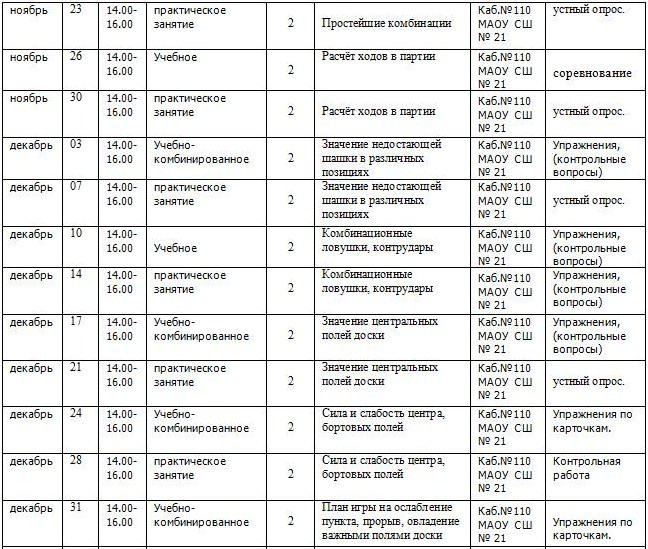 ноябрь 23 14.00- практическое 2 Простейшие комбинации Каб.№110 устный опрос.
16.00 занятие МАОУ СШ
№ 21
ноябрь 26 14.00- Учебное 2 Расчёт ходов в партии Каб.№110 соревнование
16.00 МАОУ СШ
№ 21
ноябрь 30 14.00- практическое 2 Расчёт ходов в партии Каб.№110 устный опрос.
16.00 занятие МАОУ СШ
№ 21
декабрь 03 14.00- Учебно- 2 Значение недостающей Каб.№110 Упражнения,
16.00 комбинированное шашки в различных МАОУ СШ (контрольные
позициях № 21 вопросы)
декабрь 07 14.00- практическое 2 Значение недостающей Каб.№110 устный опрос.
16.00 занятие шашки в различных МАОУ СШ
позициях № 21
декабрь 10 14.00- Учебное 2 Комбинационные Каб.№110 Упражнения,
16.00 ловушки, контрудары МАОУ СШ (контрольные
№ 21 вопросы)
декабрь 14 14.00- практическое 2 Комбинационные Каб.№110 Упражнения,
16.00 занятие ловушки, контрудары МАОУ СШ (контрольные
№ 21 вопросы)
декабрь 17 14.00- Учебно- 2 Значение центральных Каб.№110 Упражнения,
16.00 комбинированное полей доски МАОУ СШ (контрольные
№ 21 вопросы)
декабрь 21 14.00- практическое 2 Значение центральных Каб.№110 устный опрос.
16.00 занятие полей доски МАОУ СШ
№ 21
декабрь 24 14.00- Учебно- 2 Сила и слабость центра, Каб.№110 Упражнения по
16.00 комбинированное бортовых полей МАОУ СШ карточкам.
№ 21
декабрь 28 14.00- практическое 2 Сила и слабость центра, Каб.№110 Контрольная
16.00 занятие бортовых полей МАОУ СШ работа
№ 21
декабрь 31 14.00- Учебно- 2 План игры на ослабление Каб.№110 Упражнения по
16.00 комбинированное пункта, прорыв, овладение МАОУ СШ карточкам.
важными полями доски № 21